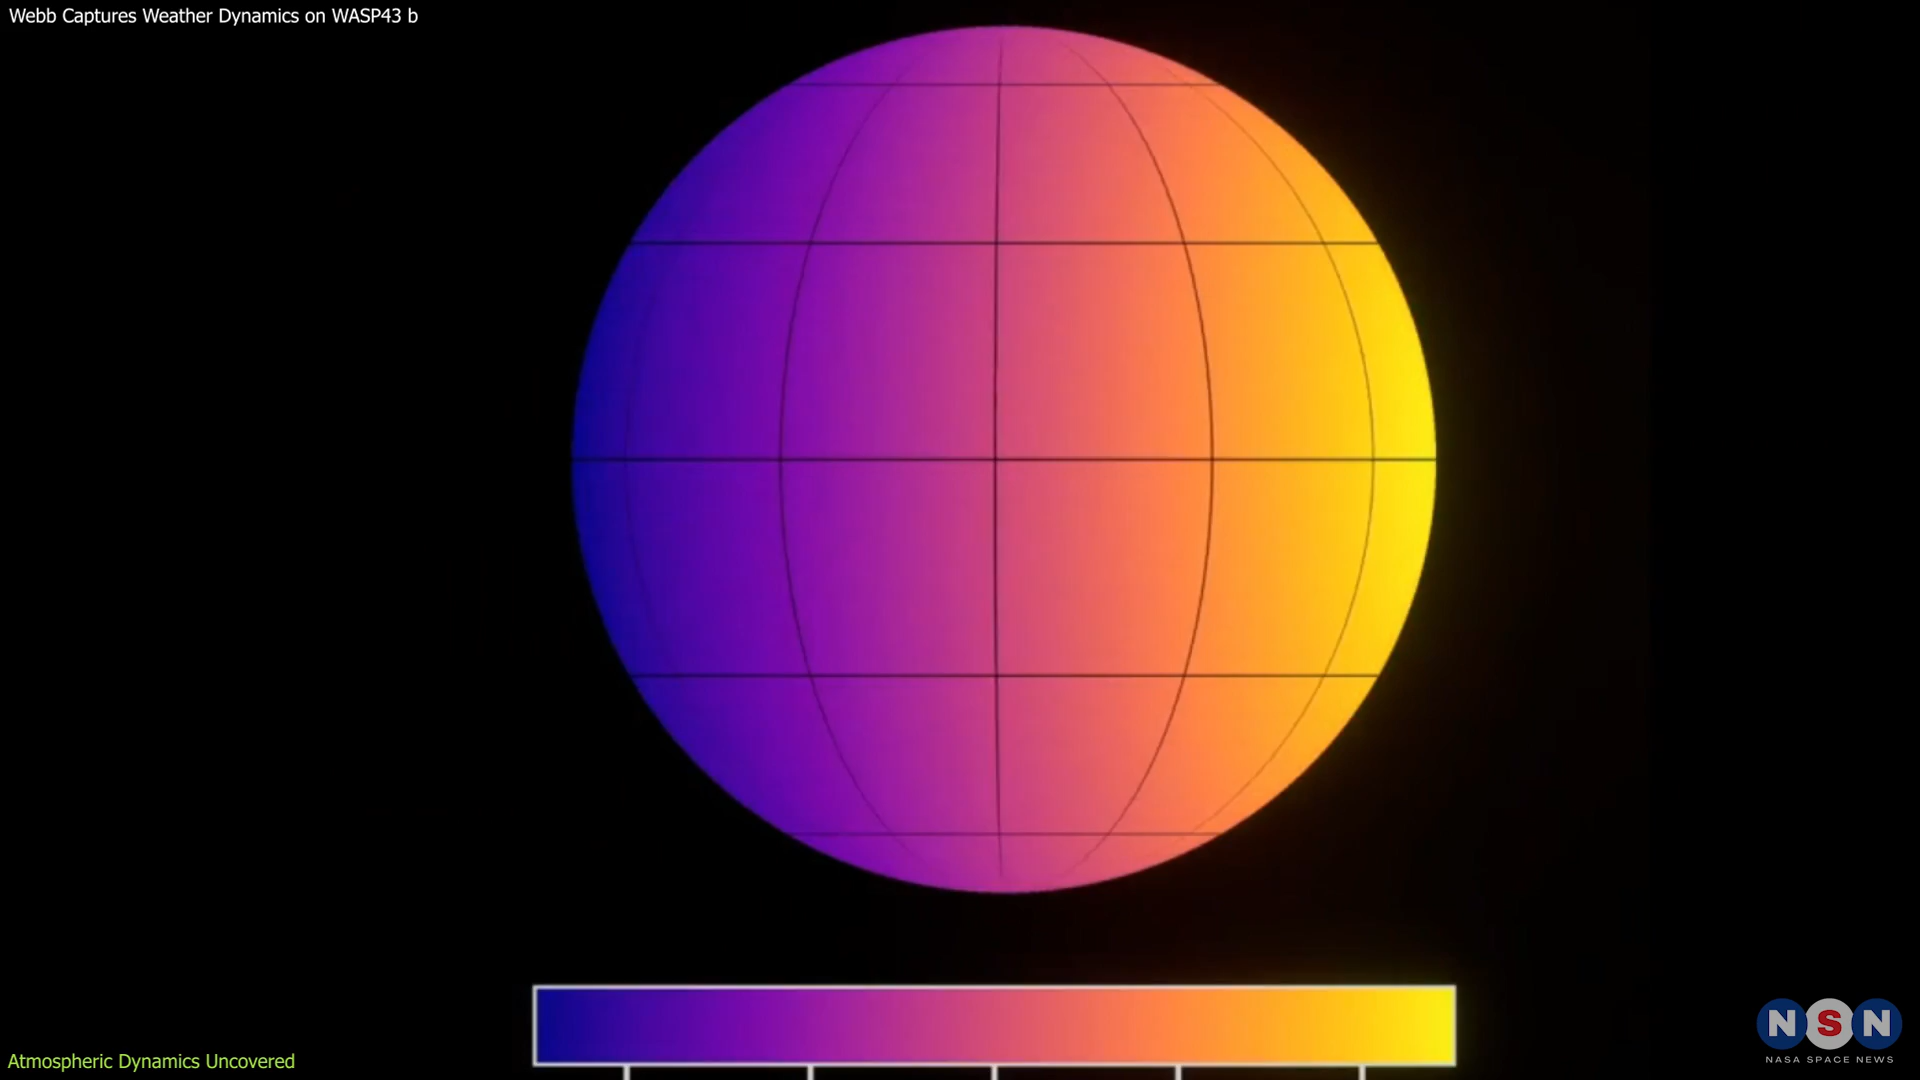 Webb Captures Weather Dynamics on WASP43 b
Atmospheric Dynamics Uncovered
NSN
NASA SPACE NEWS